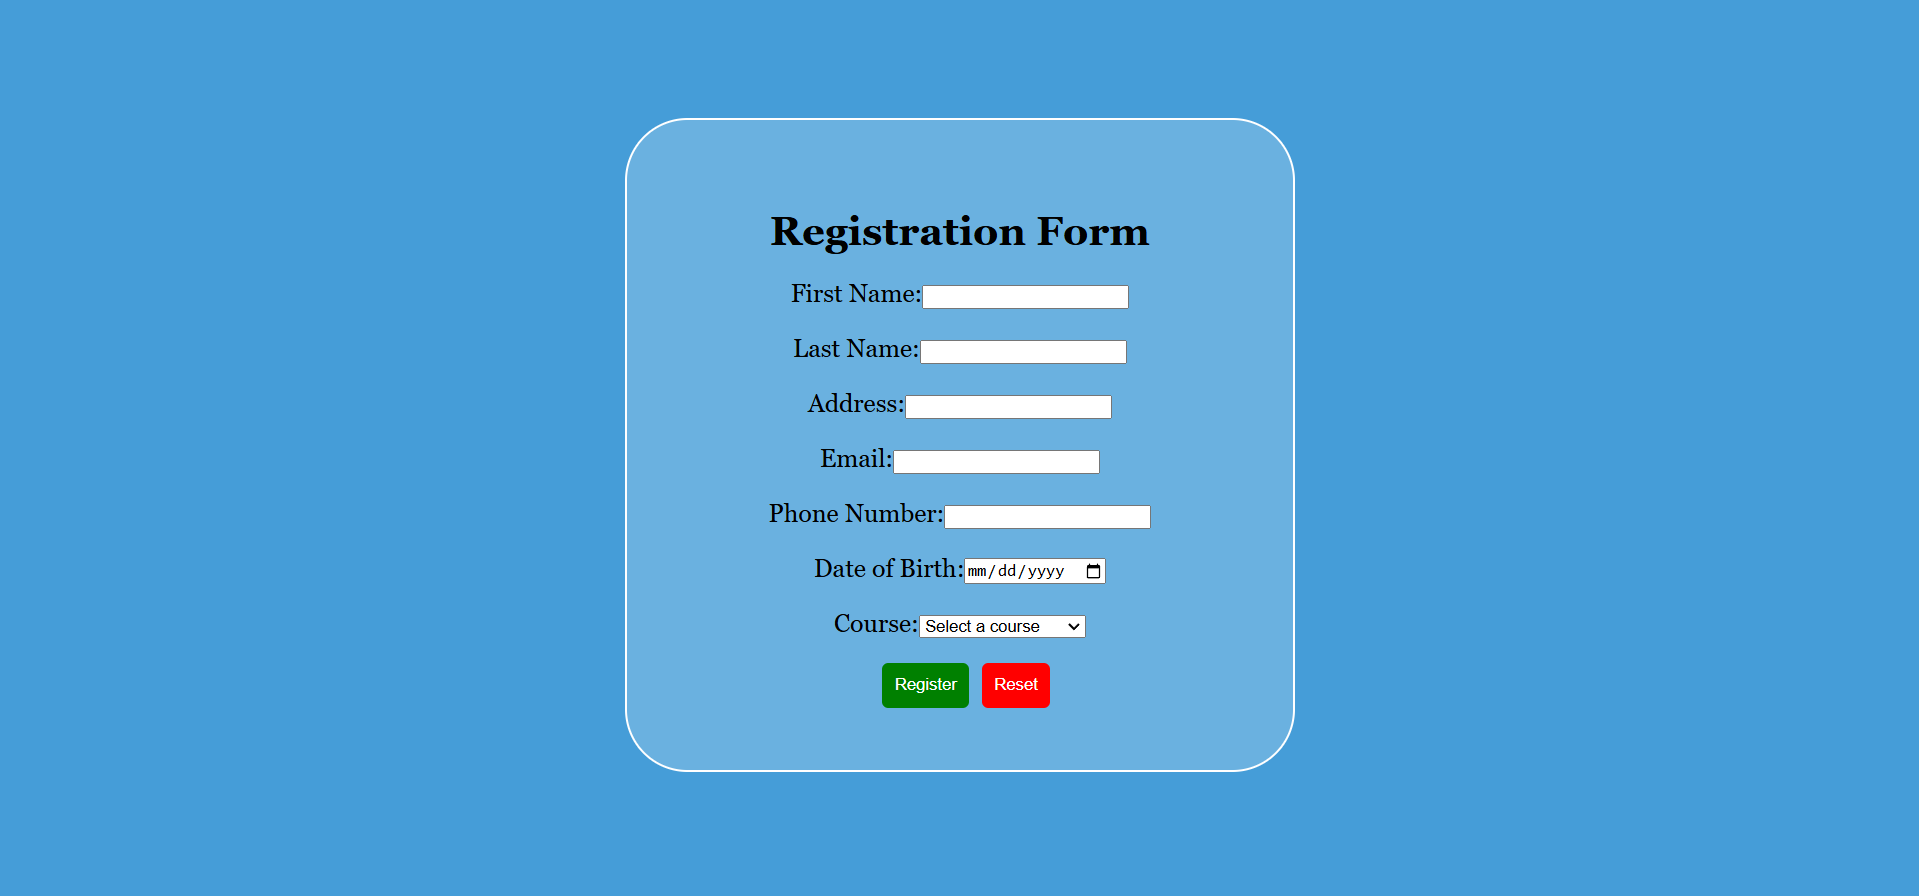 Registration Form
First Name:
Last Name:
Address:
Email:
Phone Number:
Date of Birth: mm/dd/yyyy
Course: Select a course
Register Reset